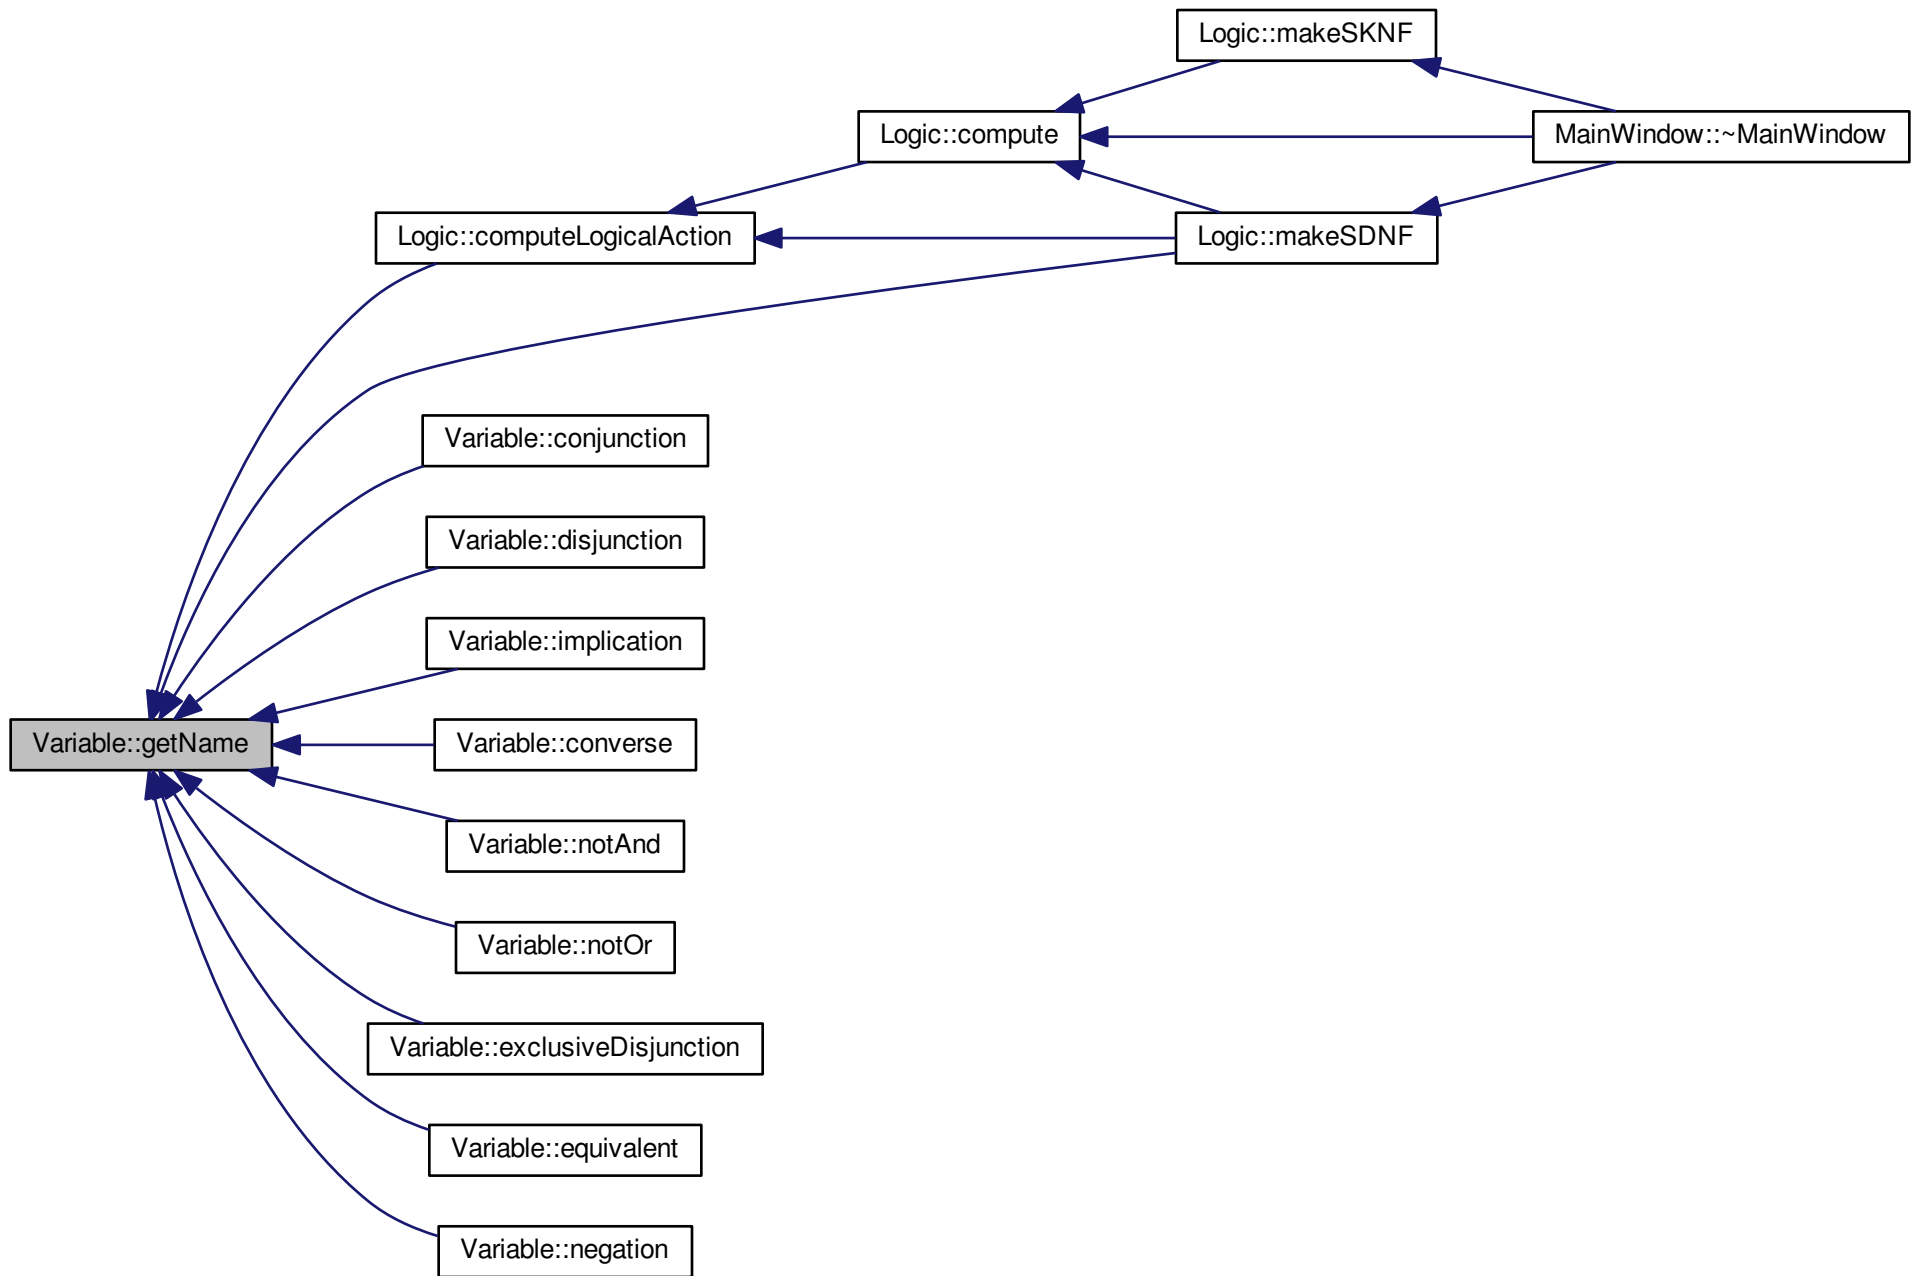 Logic::makeSKNF
Logic::compute
MainWindow::~MainWindow
Logic::computeLogicalAction
Logic::makeSDNF
Variable::conjunction
Variable::disjunction
Variable::implication
Variable::getName
Variable::converse
Variable::notAnd
Variable::notOr
Variable::exclusiveDisjunction
Variable::equivalent
Variable::negation